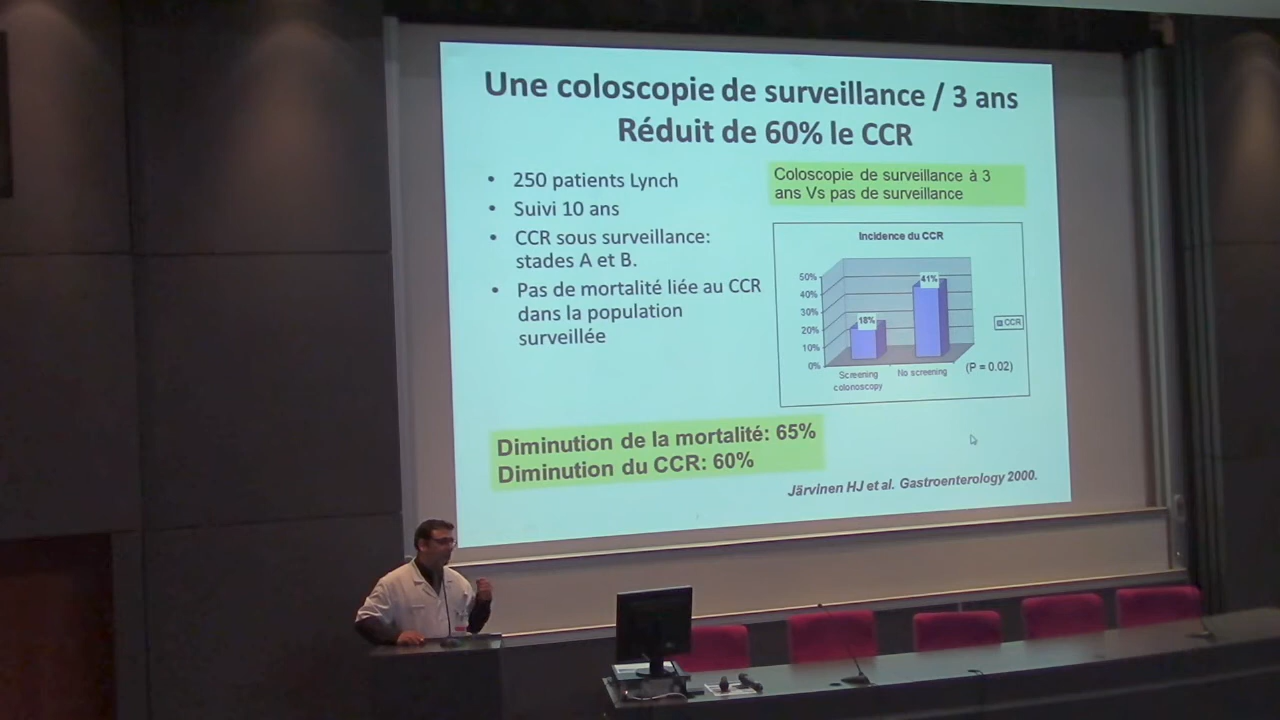 Une coloscopie de surveillance / 3 ans
Réduit de 60% le CCR
• 250 patients Lynch
• Suivi 10 ans
• CCR sous surveillance:
stades A et B.
• Pas de mortalité liée au CCR
dans la population
surveillée
Coloscopie de surveillance à 3
ans Vs pas de surveillance
Incidence du CCR
50%
40%
30%
20%
10%
0%
18%
41%
Screening
colonoscopy
No screening
CCR
(P = 0.02)
Diminution de la mortalité: 65%
Diminution du CCR: 60%
Järvinen HJ et al. Gastroenterology 2000.